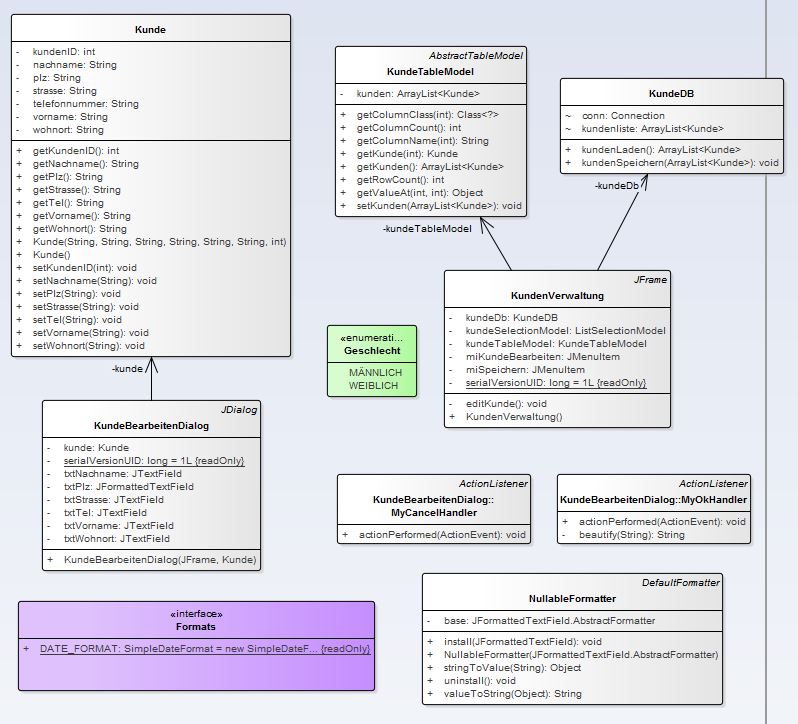 Kunde
- kundenID: int
- nachname: String
- plz: String
- strasse: String
- telefonnummer: String
- vorname: String
- wohnort: String
+ getKundenID(): int
+ getNachname(): String
+ getPlz(): String
+ getStrasse(): String
+ getTel(): String
+ getVorname(): String
+ getWohnort(): String
+ Kunde(String, String, String, String, String, String, int)
+ Kunde()
+ setKundenID(int): void
+ setNachname(String): void
+ setPlz(String): void
+ setStrasse(String): void
+ setTel(String): void
+ setVorname(String): void
+ setWohnort(String): void
AbstractTableModel
KundeTableModel
- kunden: ArrayList<Kunde>
+ getColumnClass(int): Class<?>
+ getColumnCount(): int
+ getColumnName(int): String
+ getKunde(int): Kunde
+ getKunden(): ArrayList<Kunde>
+ getRowCount(): int
+ getValueAt(int, int): Object
+ setKunden(ArrayList<Kunde>): void
KundeDB
~ conn: Connection
~ kundenliste: ArrayList<Kunde>
+ kundenLaden(): ArrayList<Kunde>
+ kundenSpeichern(ArrayList<Kunde>): void
-kundeDb
-kundeTableModel
JFrame
KundenVerwaltung
- kundeDb: KundeDB
- kundeSelectionModel: ListSelectionModel
- kundeTableModel: KundeTableModel
- miKundeBearbeiten: JMenuItem
- miSpeichern: JMenuItem
- serialVersionUID: long = 1L {readOnly}
- editKunde(): void
+ KundenVerwaltung()
«enumerati...
Geschlecht
MÄNNLICH
WEIBLICH
-kunde
JDialog
KundeBearbeitenDialog
- kunde: Kunde
- serialVersionUID: long = 1L {readOnly}
- txtNachname: JTextField
- txtPlz: JFormattedTextField
- txtStrasse: JTextField
- txtTel: JTextField
- txtVorname: JTextField
- txtWohnort: JTextField
+ KundeBearbeitenDialog(JFrame, Kunde)
ActionListener
KundeBearbeitenDialog::
MyCancelHandler
+ actionPerformed(ActionEvent): void
ActionListener
KundeBearbeitenDialog::MyOkHandler
+ actionPerformed(ActionEvent): void
- beautify(String): String
«interface»
Formats
+ DATE_FORMAT: SimpleDateFormat = new SimpleDateF... {readOnly}
DefaultFormatter
NullableFormatter
- base: JFormattedTextField.AbstractFormatter
+ install(JFormattedTextField): void
+ NullableFormatter(JFormattedTextField.AbstractFormatter)
+ stringToValue(String): Object
+ uninstall(): void
+ valueToString(Object): String